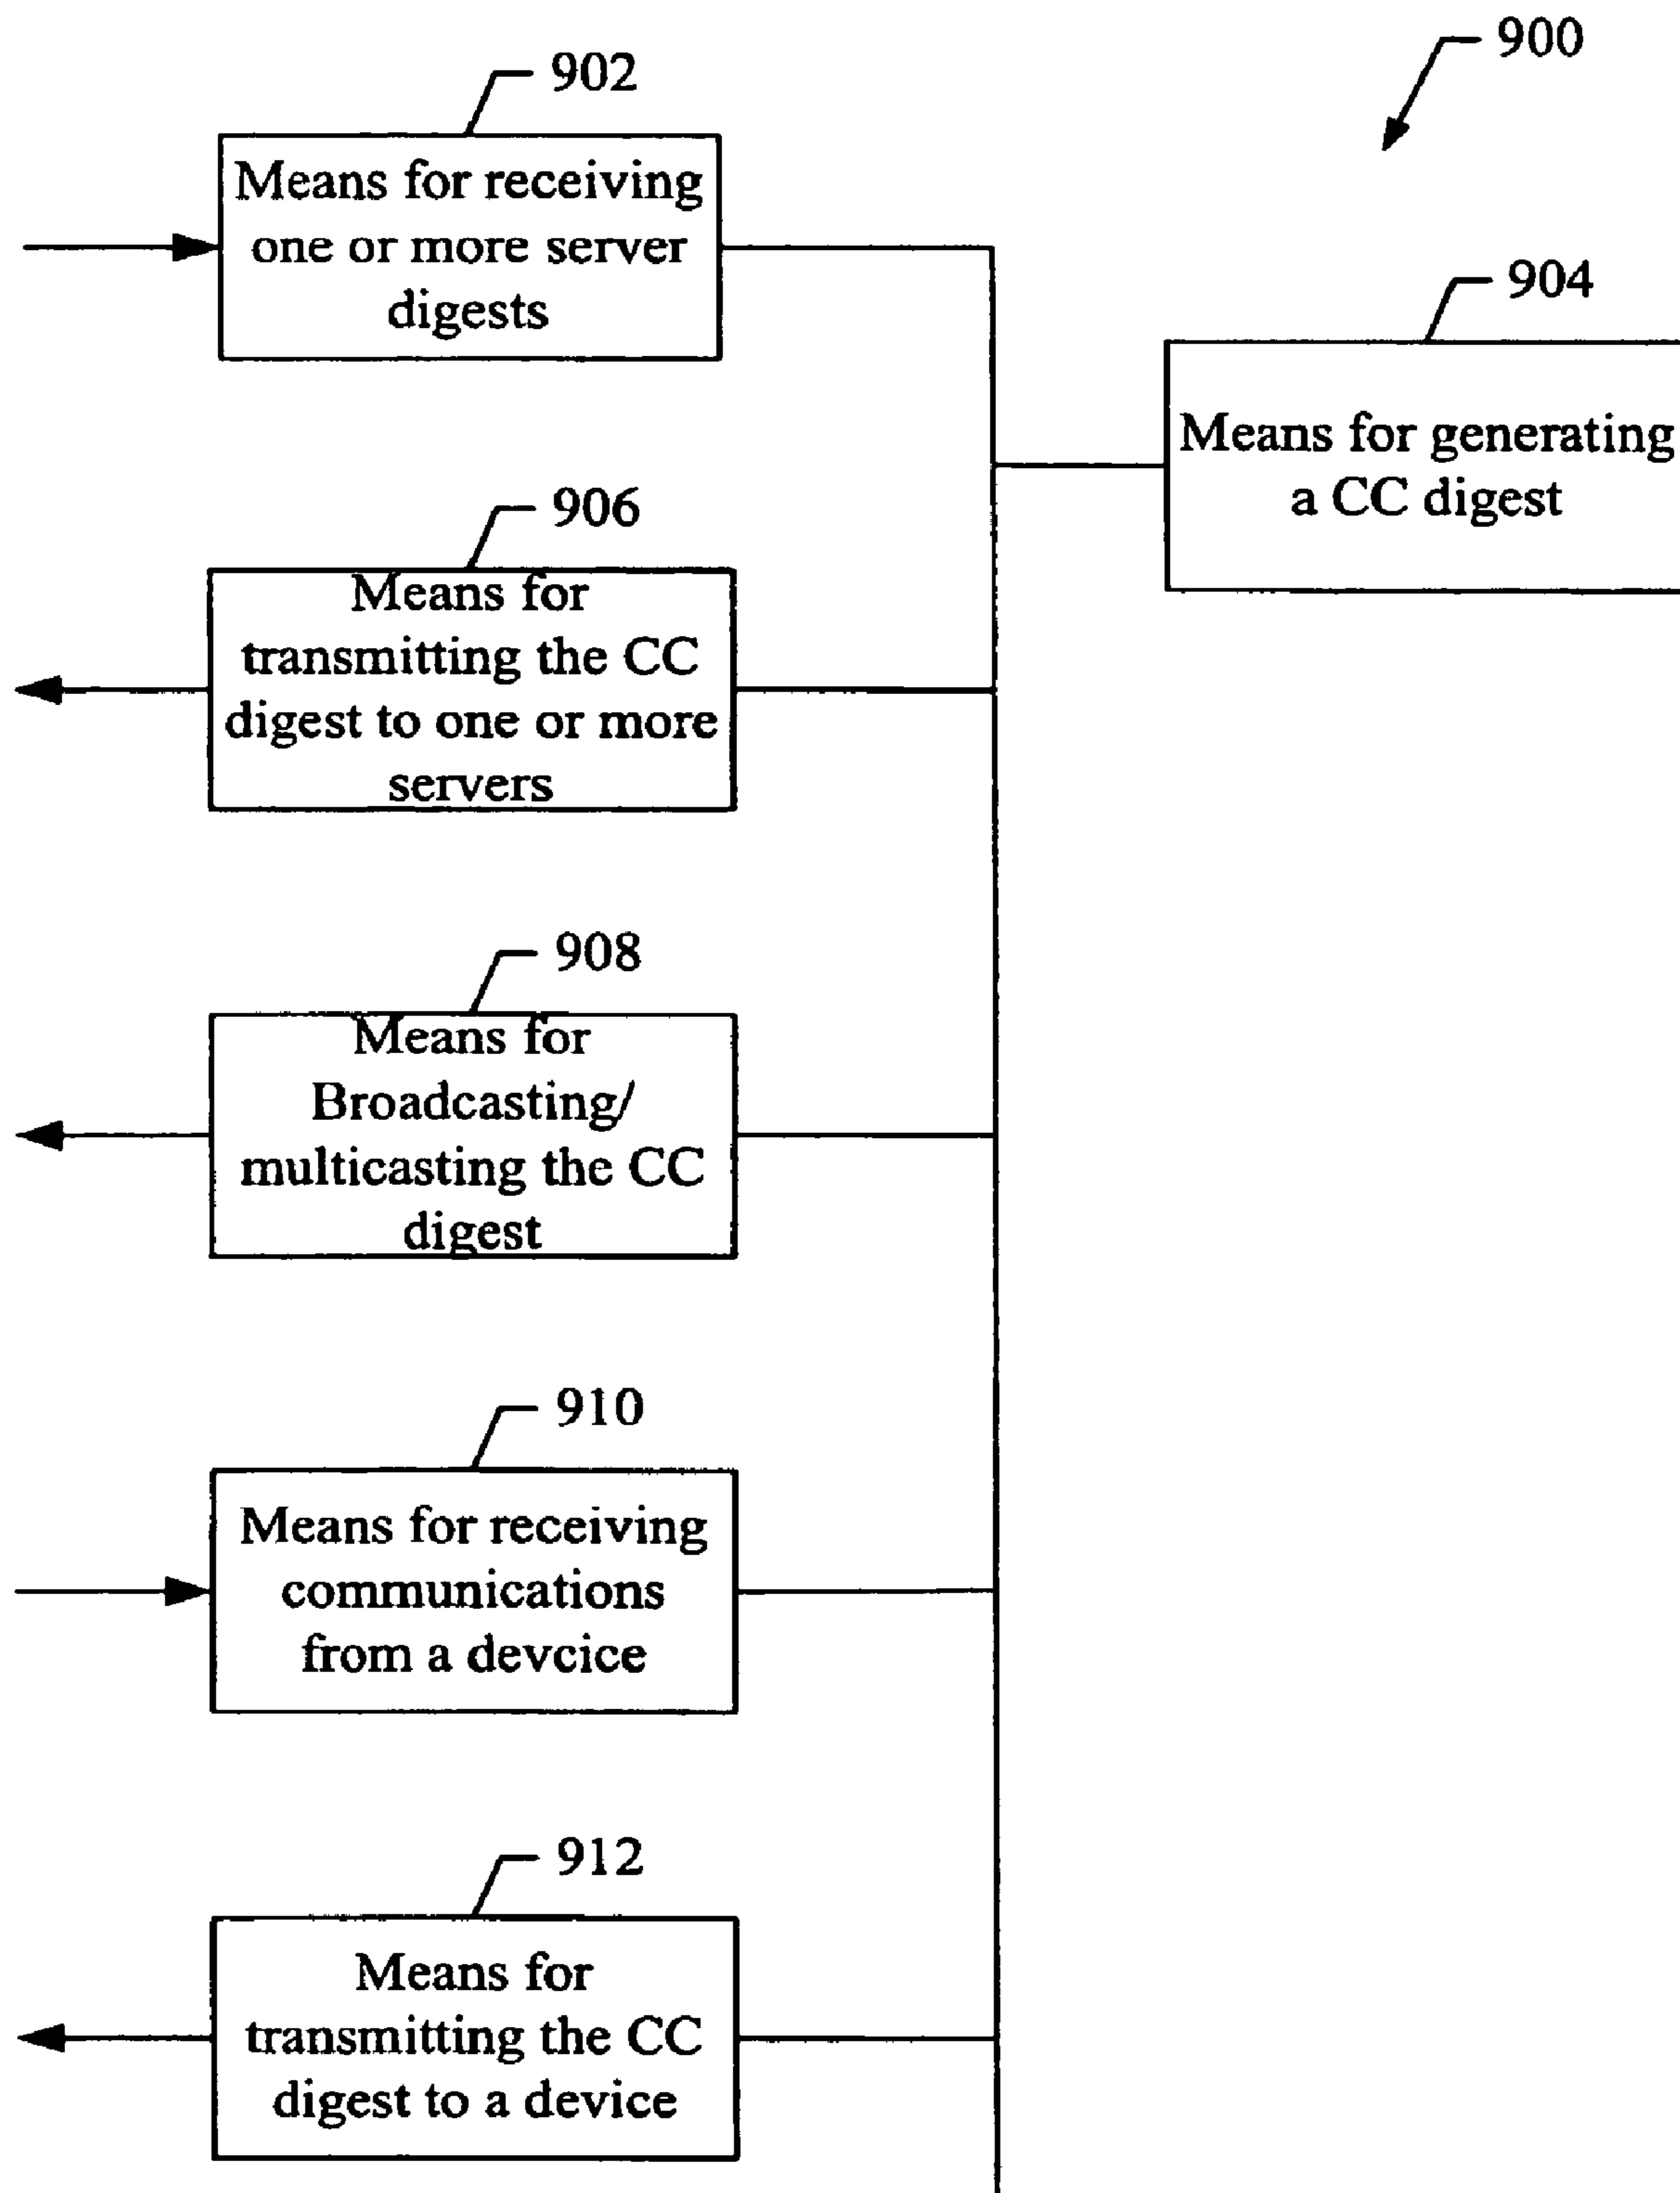 900
902
Means for receiving
one or more server
digests
904
Means for generating
a CC digest
906
Means for
transmitting the CC
digest to one or more
servers
908
Means for
Broadcasting/
multicasting the CC
digest
910
Means for receiving
communications
from a devcice
912
Means for
transmitting the CC
digest to a device